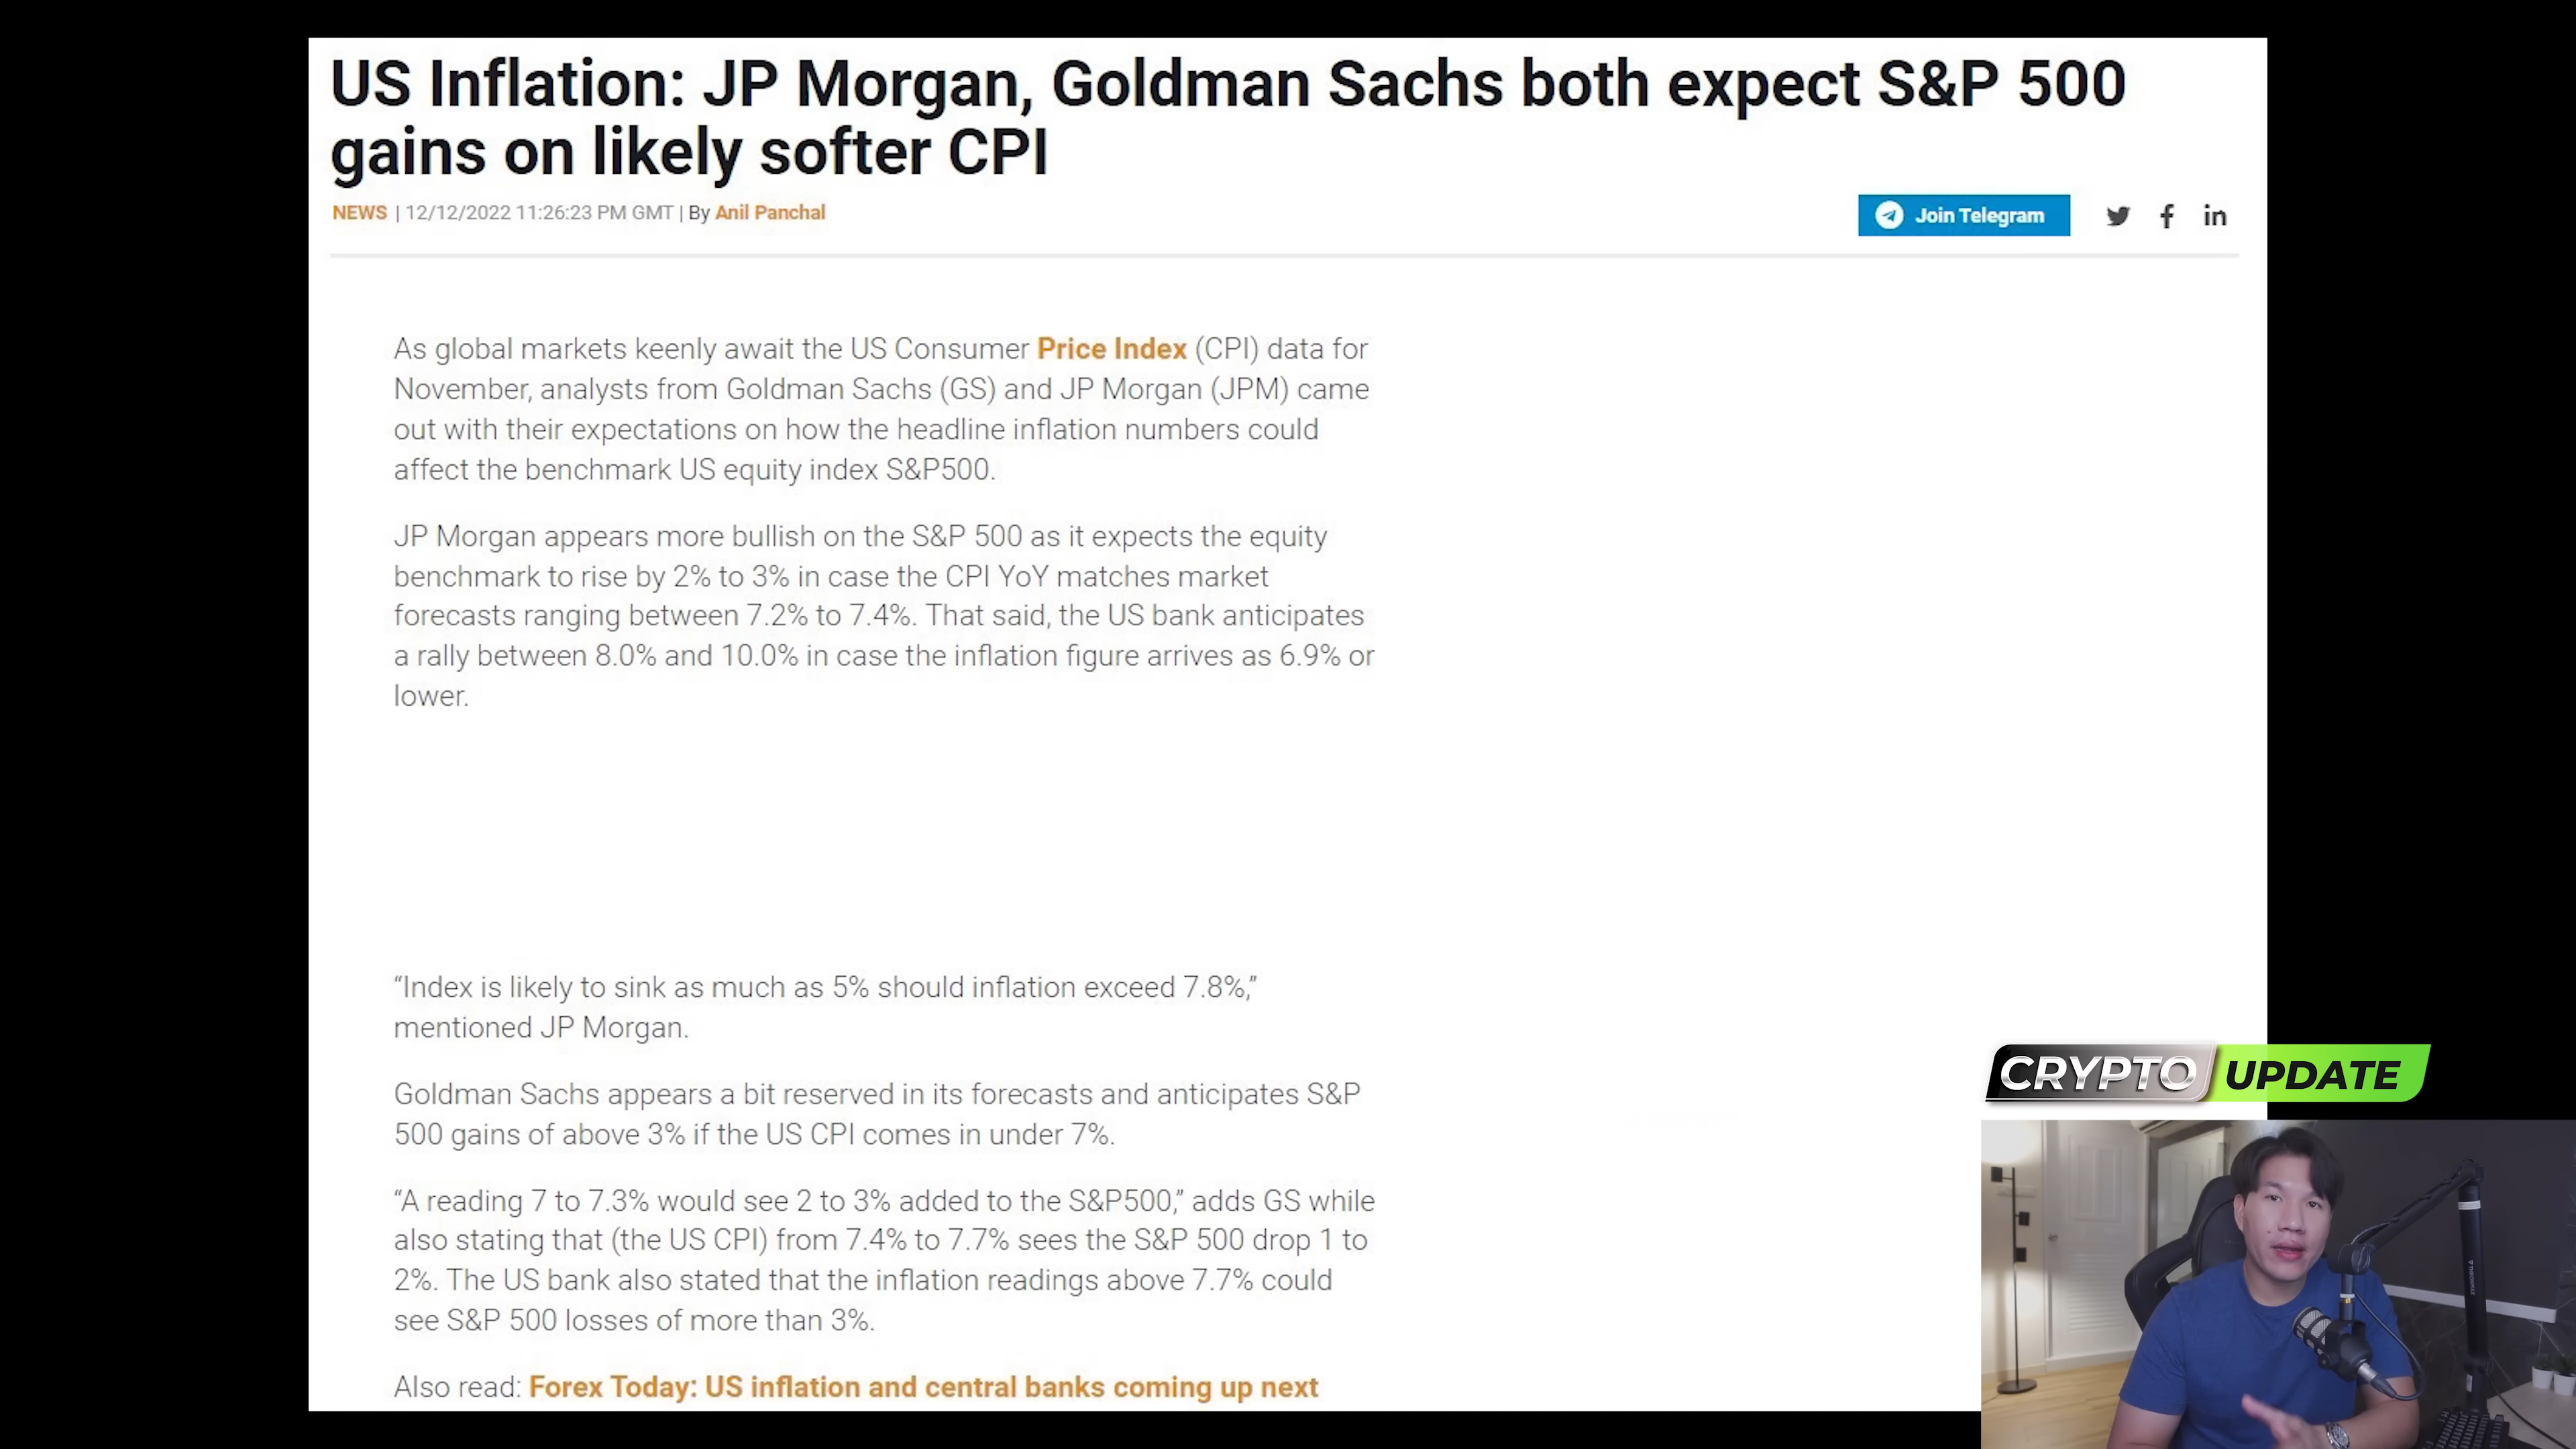 US Inflation: JP Morgan, Goldman Sachs both expect S&P 500
gains on likely softer CPI
NEWS | 12/12/2022 11:26:23 PM GMT | By Anil Panchal
Join Telegram
As global markets keenly await the US Consumer Price Index (CPI) data for
November, analysts from Goldman Sachs (GS) and JP Morgan (JPM) came
out with their expectations on how the headline inflation numbers could
affect the benchmark US equity index S&P500.
JP Morgan appears more bullish on the S&P 500 as it expects the equity
benchmark to rise by 2% to 3% in case the CPI YoY matches market
forecasts ranging between 7.2% to 7.4%. That said, the US bank anticipates
a rally between 8.0% and 10.0% in case the inflation figure arrives as 6.9% or
lower.
“Index is likely to sink as much as 5% should inflation exceed 7.8%,”
mentioned JP Morgan.
Goldman Sachs appears a bit reserved in its forecasts and anticipates S&P
500 gains of above 3% if the US CPI comes in under 7%.
“A reading 7 to 7.3% would see 2 to 3% added to the S&P500,” adds GS while
also stating that (the US CPI) from 7.4% to 7.7% sees the S&P 500 drop 1 to
2%. The US bank also stated that the inflation readings above 7.7% could
see S&P 500 losses of more than 3%.
Also read: Forex Today: US inflation and central banks coming up next
CRYPTO UPDATE